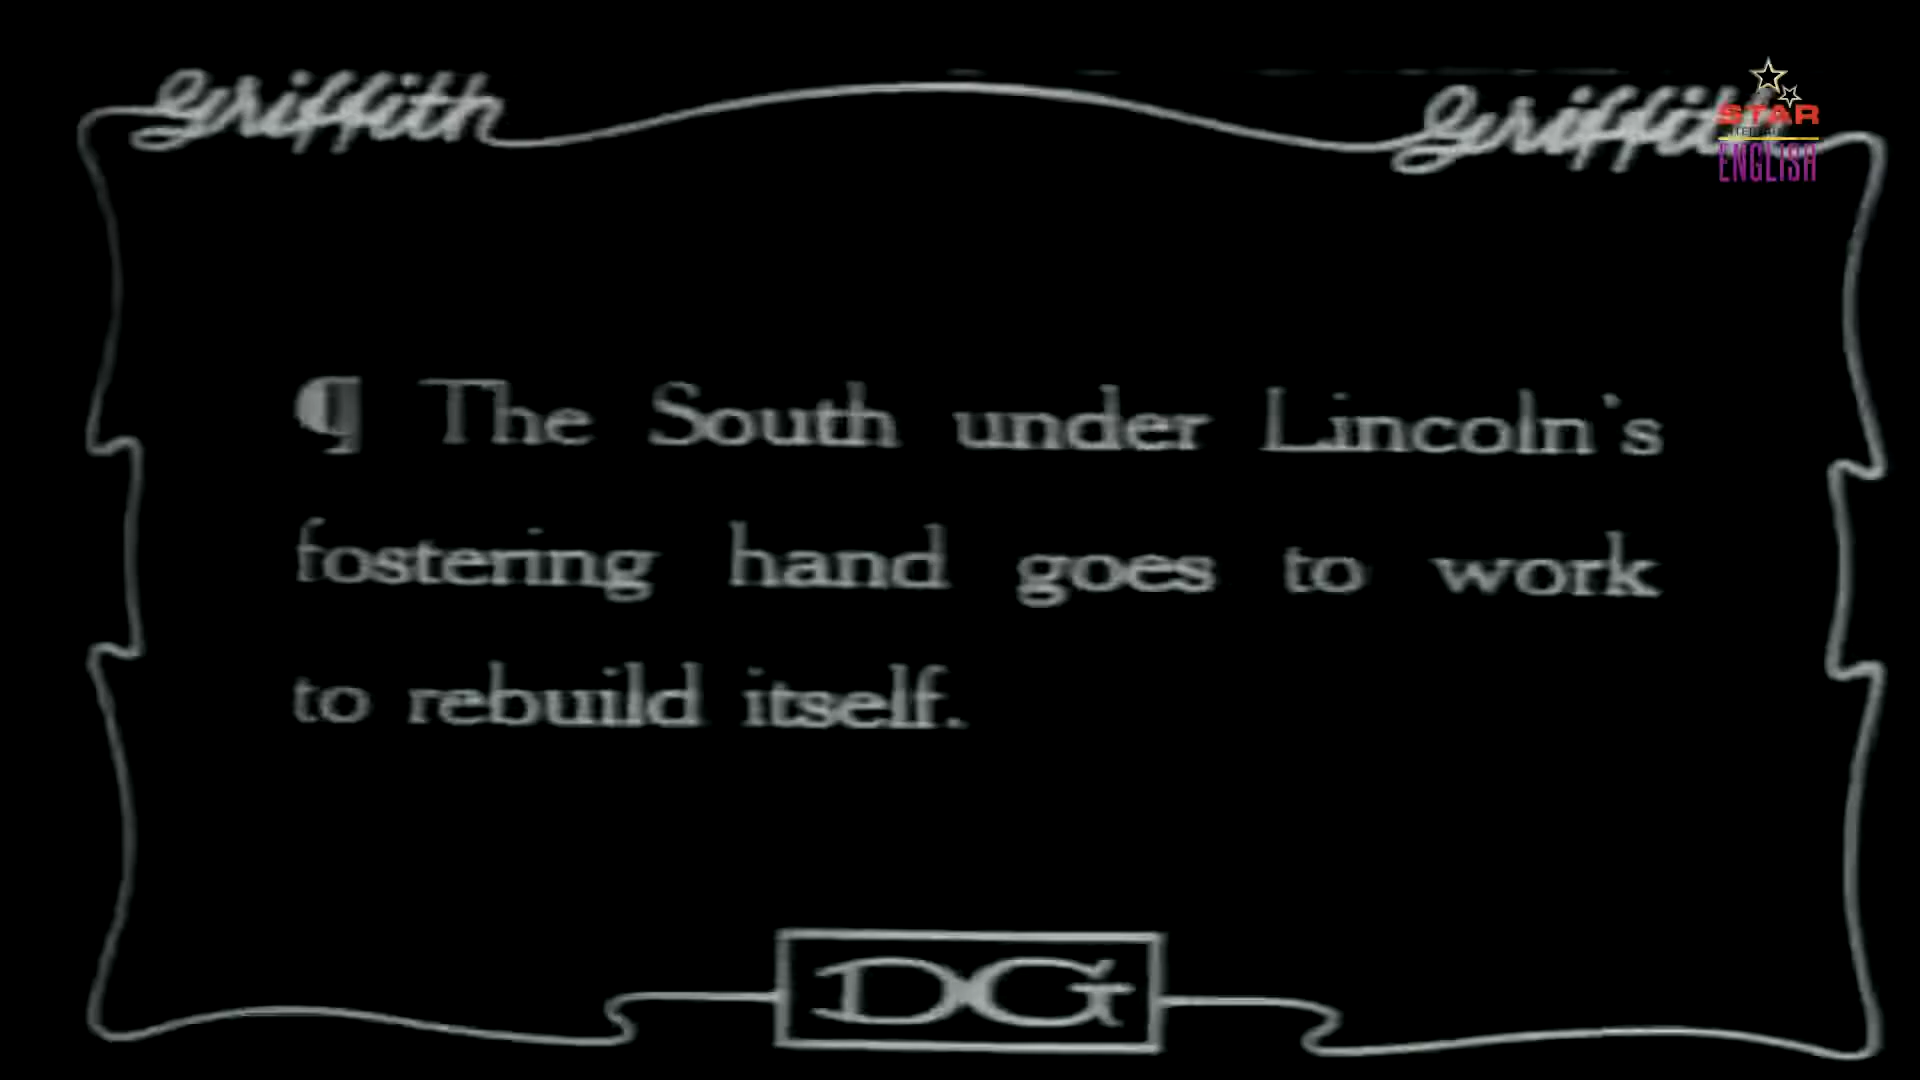 Griffith Griffith
STAR
ENGLISH
¶ The South under Lincoln's
fostering hand goes to work
to rebuild itself.
DG